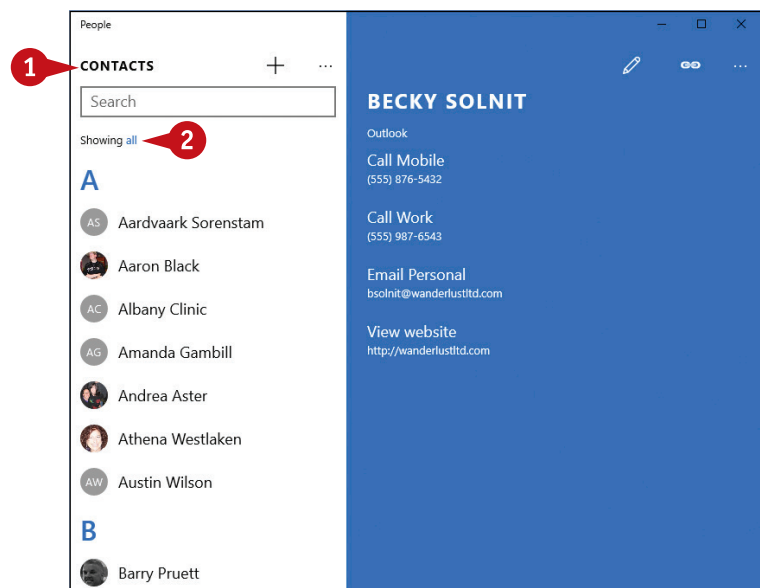 People
CONTACTS
1
Search
Showing all
2
A
AS Aardvaark Sorenstam
Aaron Black
AC Albany Clinic
AG Amanda Gambill
Andrea Aster
Athena Westlaken
AW Austin Wilson
B
Barry Pruett
BECKY SOLNIT
Outlook
Call Mobile
(555) 876-5432
Call Work
(555) 987-6543
Email Personal
bsolnit@wanderlustltd.com
View website
http://wanderlustltd.com